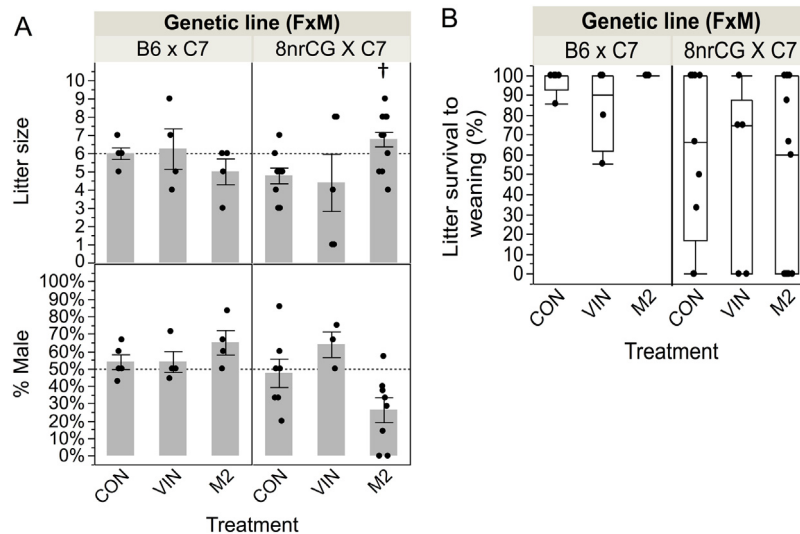 A
Genetic line (FxM)
B6 x C7
8nrCG X C7
†
Litter size
10
9
8
7
6
5
4
3
2
1
0
% Male
100%
90%
80%
70%
60%
50%
40%
30%
20%
10%
0%
CON
VIN
M2
CON
VIN
M2
Treatment
B
Genetic line (FxM)
B6 x C7
8nrCG X C7
Litter survival to
weaning (%)
100
90
80
70
60
50
40
30
20
10
0
CON
VIN
M2
CON
VIN
M2
Treatment